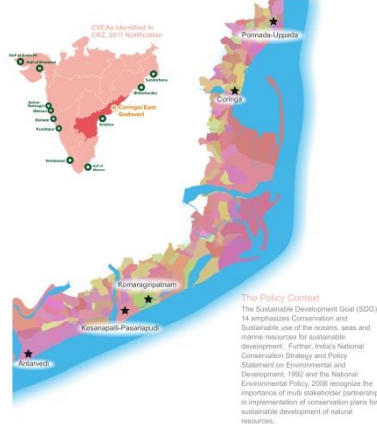 CVCAs Identified in
CRZ, 2011 Notification
Gulf of Khambhat
Sundarbans
Bhitarkanika
Coringa/East
Godavari
Krishna
Malvan
Karwar
Kundapur
Vembanad
Gulf of
Mannar
Ponnada-Uppada
Coringa
Komaragiripatnam
Kesanapalli-Pasarlapudi
Antarvedi
The Policy Context
The Sustainable Development Goal (SDG)
14 emphasizes Conservation and
Sustainable use of the oceans, seas and
marine resources for sustainable
development. Further, India's National
Conservation Strategy and Policy
Statement on Environmental and
Development, 1992 and the National
Environmental Policy, 2006 recognize the
importance of multi stakeholder partnership
in implementation of conservation plans for
sustainable development of natural
resources.